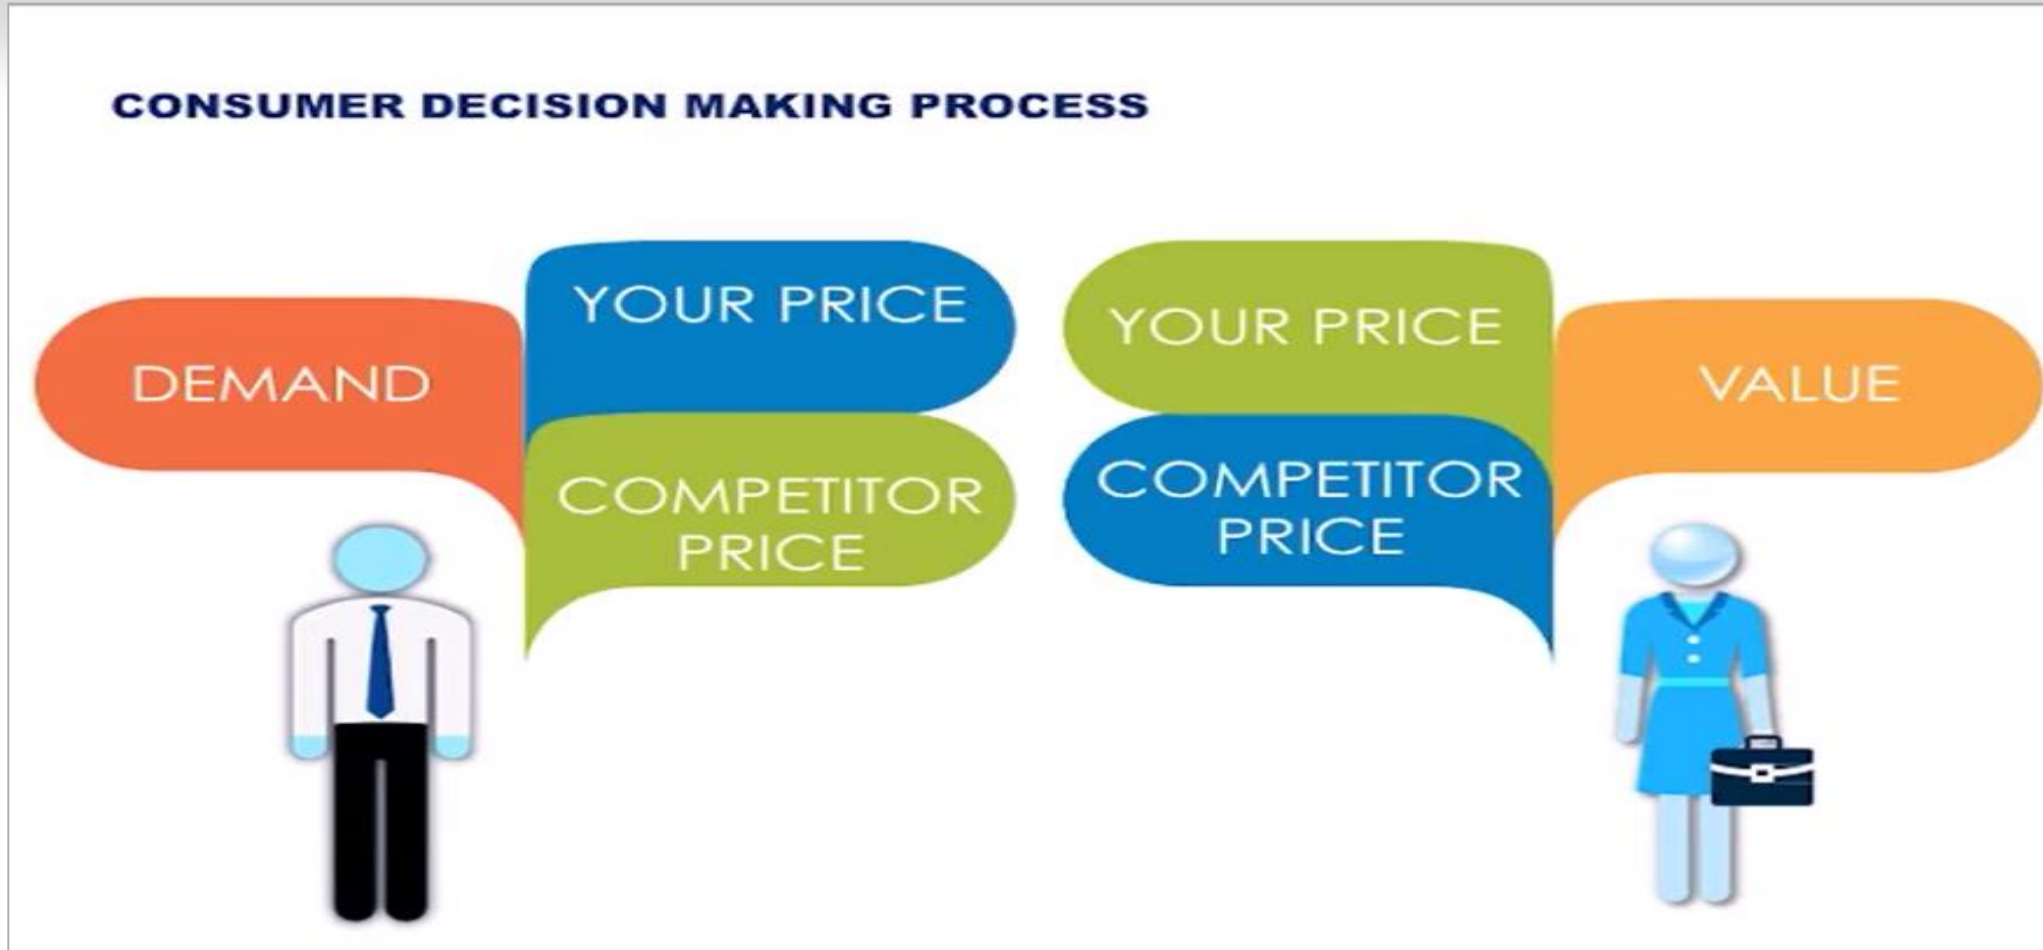 CONSUMER DECISION MAKING PROCESS
DEMAND
YOUR PRICE
COMPETITOR
PRICE
YOUR PRICE
COMPETITOR
PRICE
VALUE